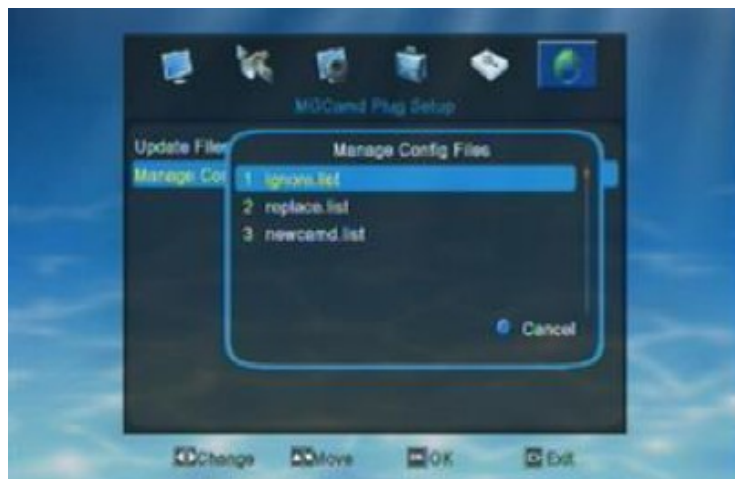 MGCamd Plug Setup
Update Files
Manage Config Files
Manage Con
1 ignore.list
2 replace.list
3 newcamd.list
Cancel
Change Move OK Exit